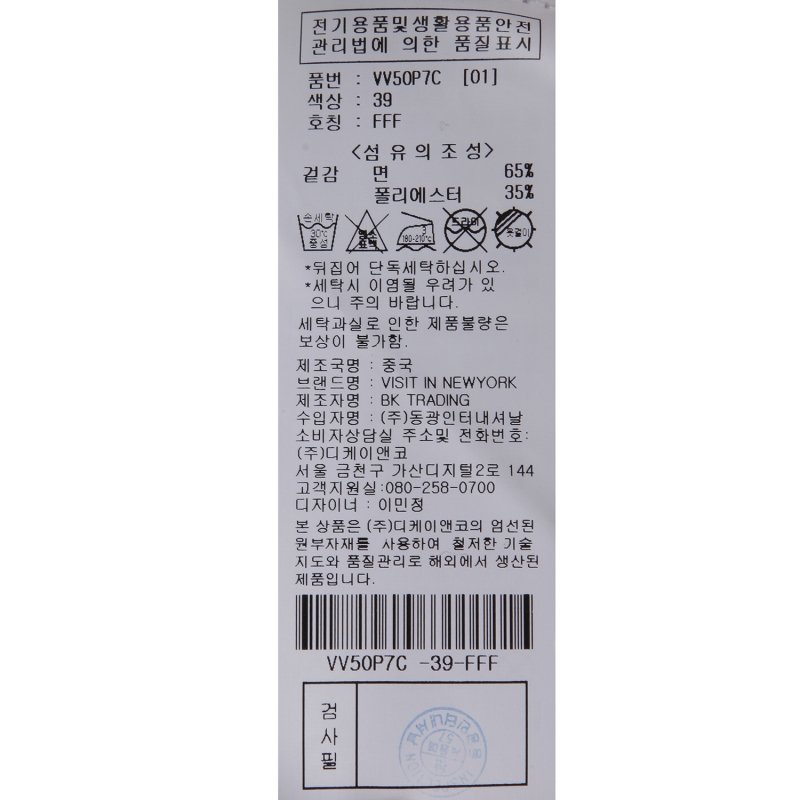 전기용품및생활용품안전
관리법에 의한 품질표시
품번 : VV50P7C [01]
색상 : 39
호칭 : FFF
<섬유의조성>
겉감 면 65%
폴리에스터 35%
손세탁 30℃ 중성
염소 표백
3 180-210℃
드라이
옷걸이
*뒤집어 단독세탁하십시오.
*세탁시 이염될 우려가 있
으니 주의 바랍니다.
세탁과실로 인한 제품불량은
보상이 불가함.
제조국명 : 중국
브랜드명 : VISIT IN NEWYORK
제조자명 : BK TRADING
수입자명 : (주)동광인터내셔날
소비자상담실 주소및 전화번호:
(주)디케이앤코
서울 금천구 가산디지털2로 144
고객지원실:080-258-0700
디자이너 : 이민정
본 상품은 (주)디케이앤코의 엄선된
원부자재를 사용하여 철저한 기술
지도와 품질관리로 해외에서 생산된
제품입니다.
VV50P7C -39-FFF
검사필